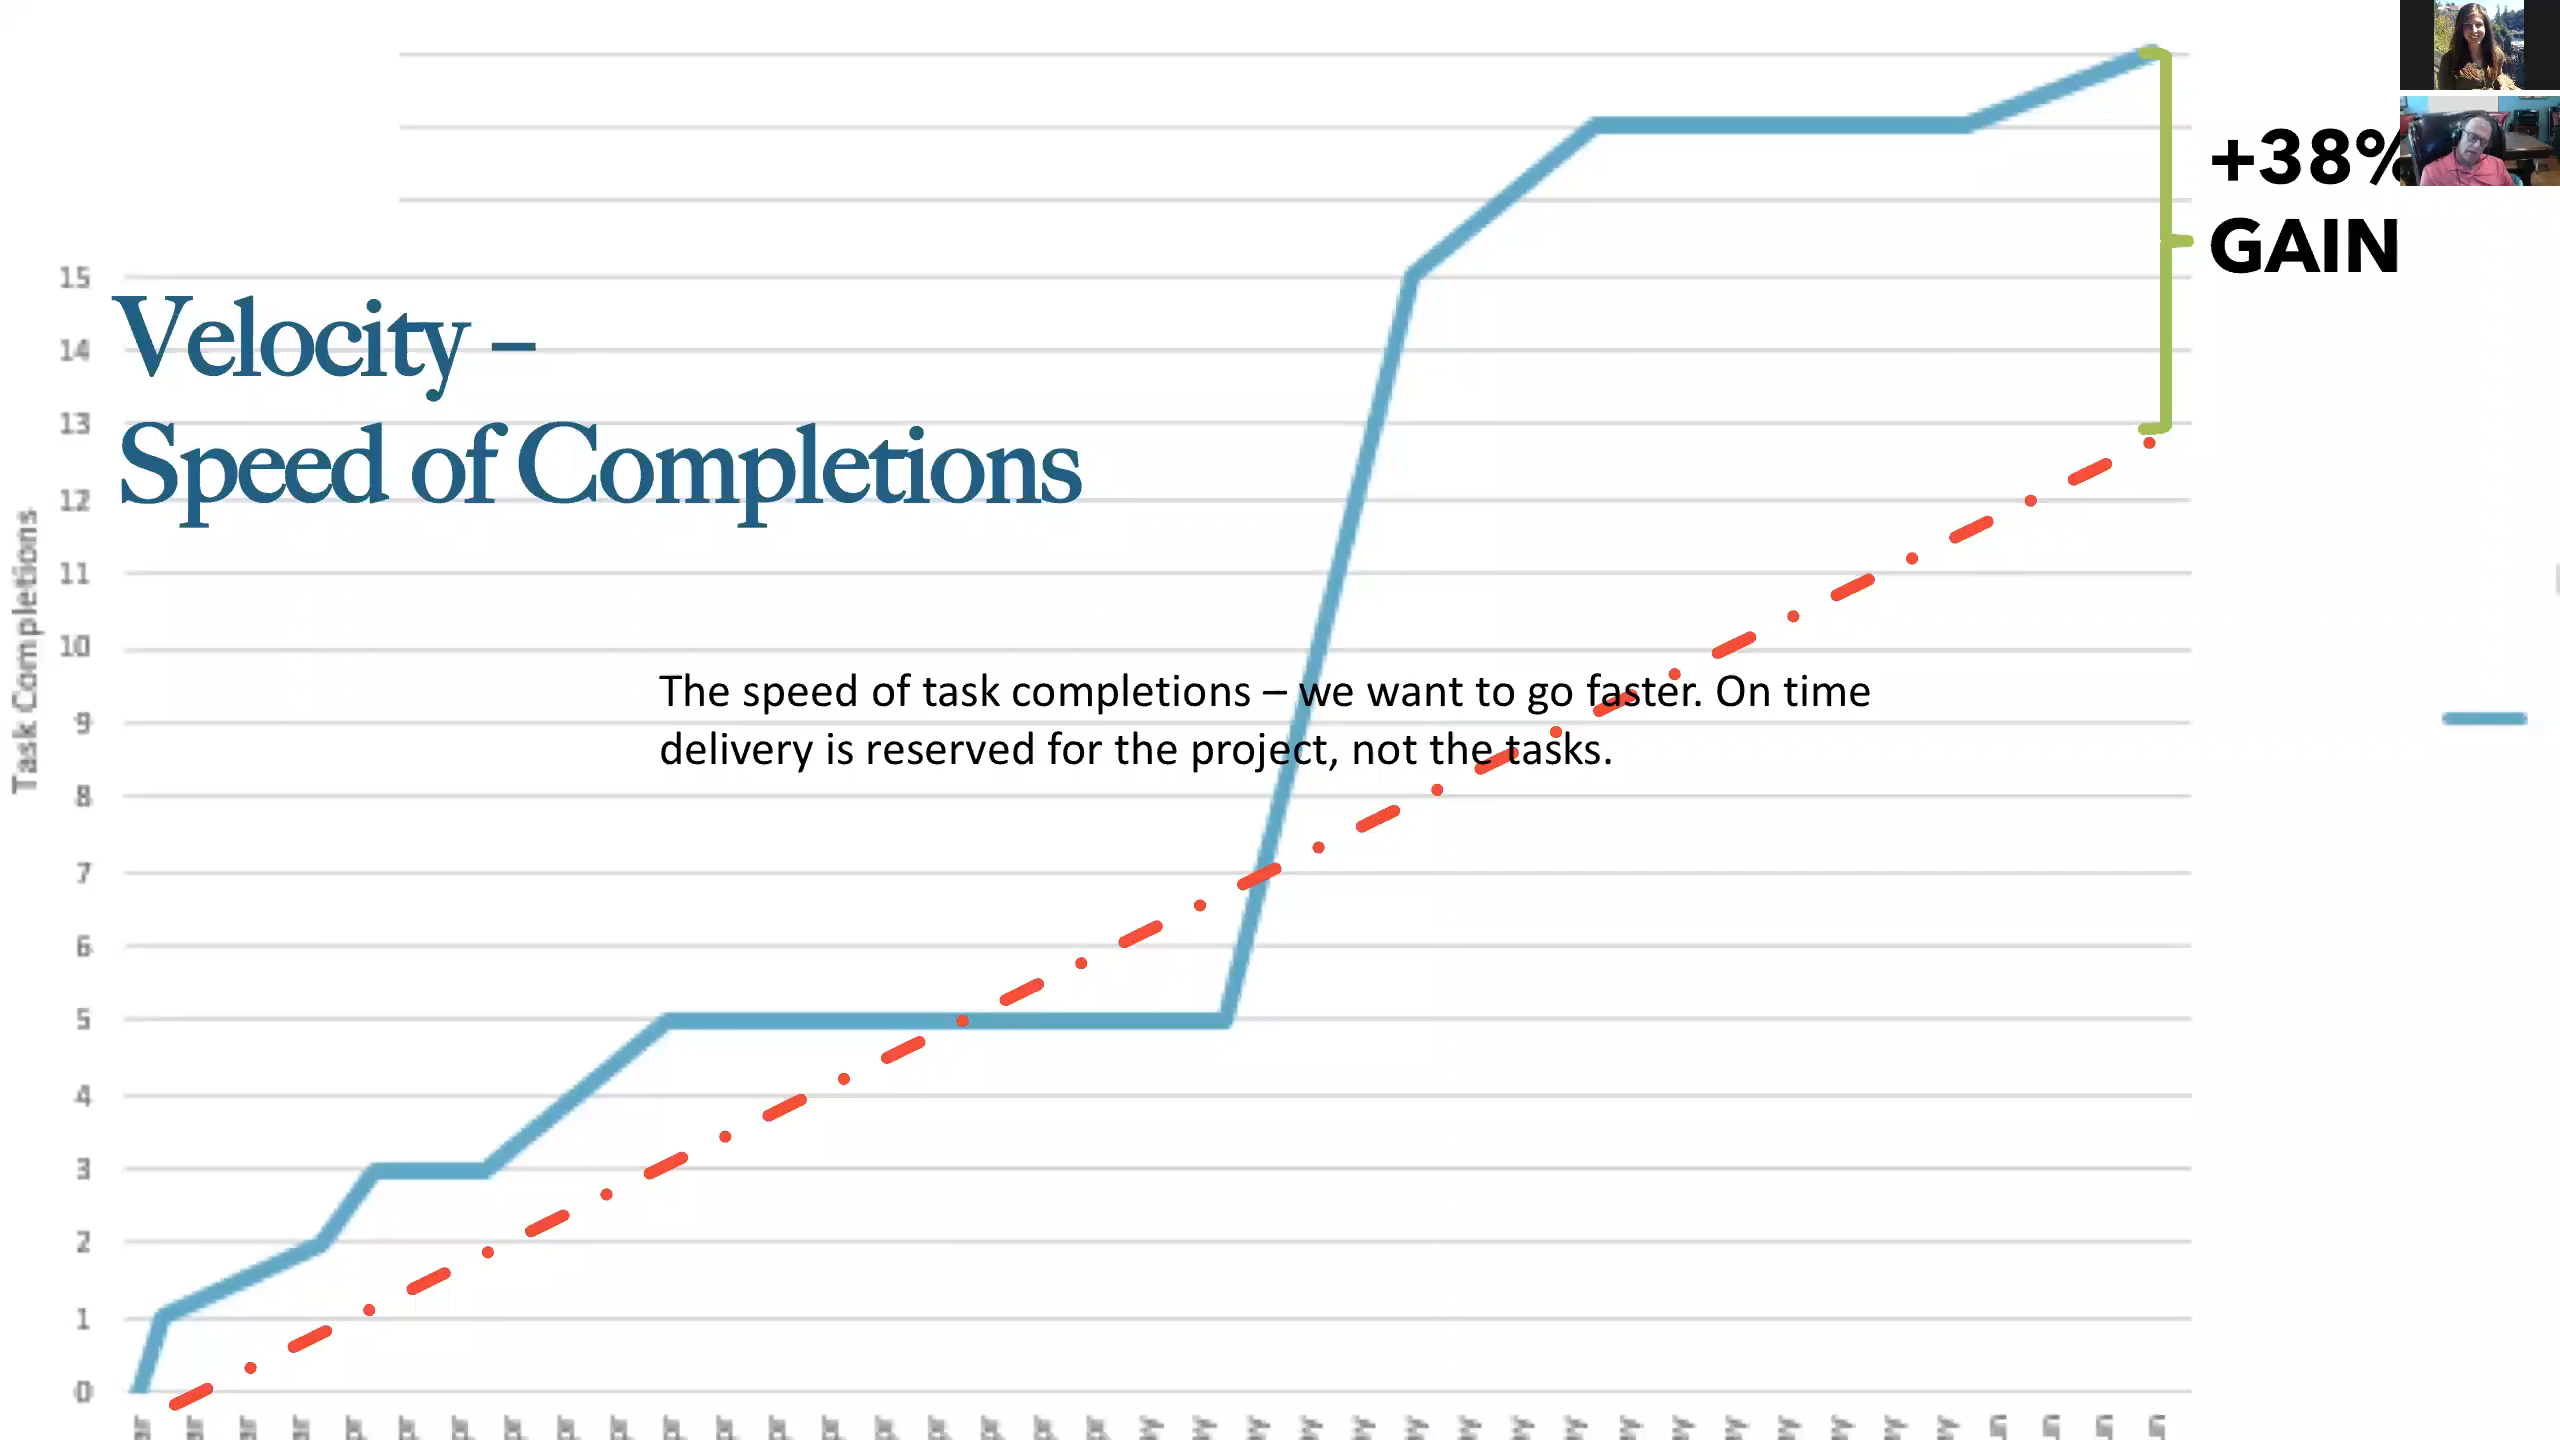 +38%
GAIN
Velocity –
Speed of Completions
The speed of task completions – we want to go faster. On time
delivery is reserved for the project, not the tasks.
Task Completions
15
14
13
12
11
10
9
8
7
6
5
4
3
2
1
0